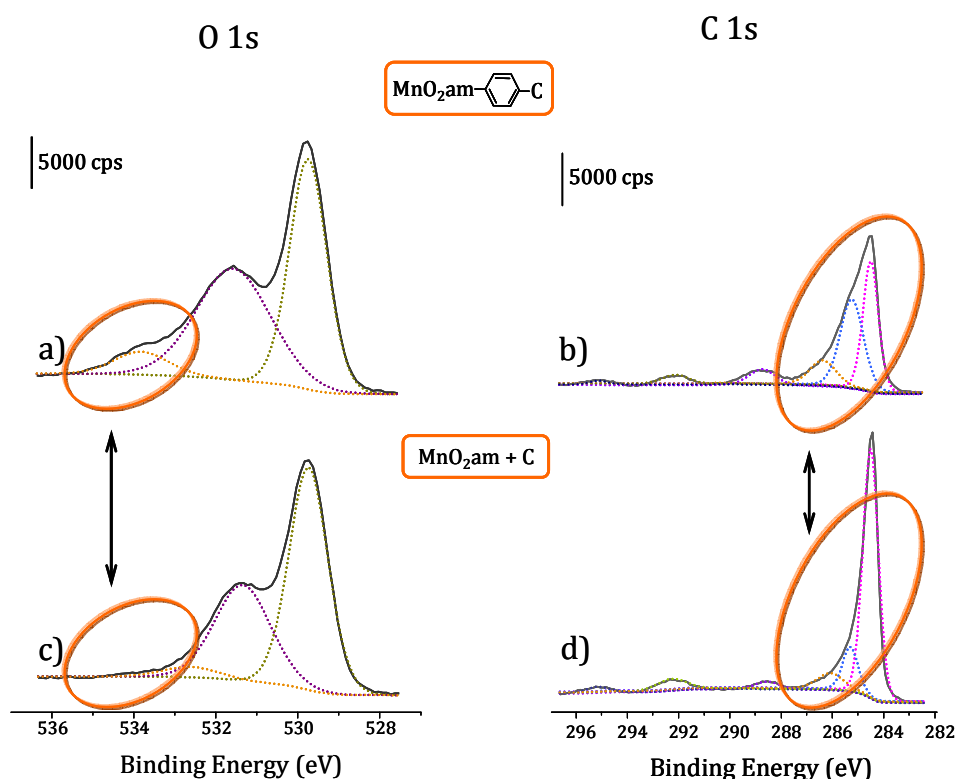 O 1s
C 1s
MnO₂am C
5000 cps
5000 cps
a)
b)
MnO₂am + C
c)
d)
536 534 532 530 528
296 294 292 290 288 286 284 282
Binding Energy (eV)
Binding Energy (eV)